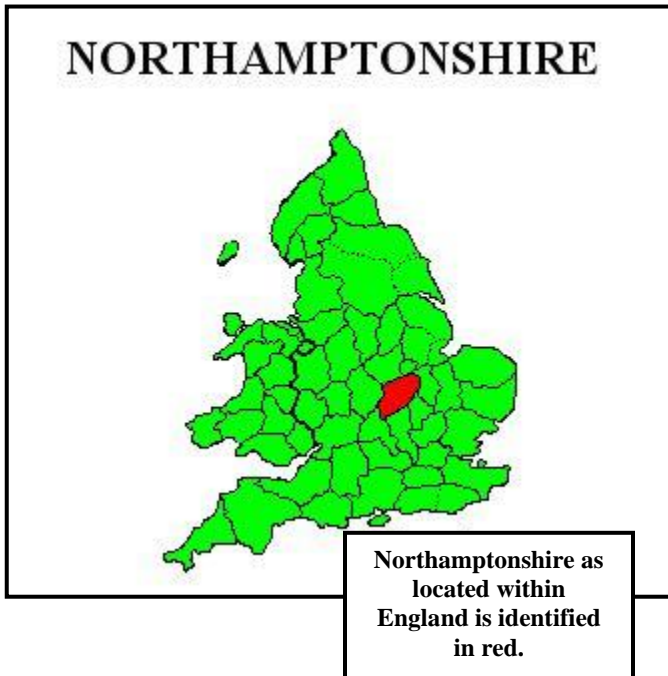 NORTHAMPTONSHIRE
Northamptonshire as
located within
England is identified
in red.